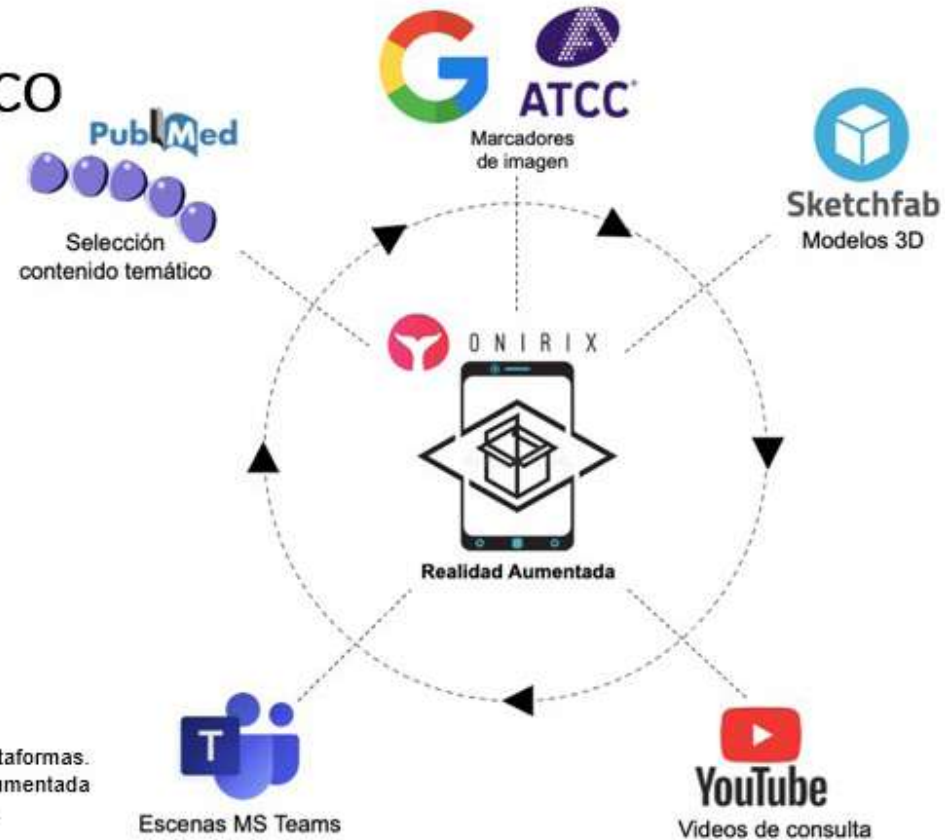 co
PubMed
Selección
contenido temático
G
ATCC®
Marcadores
de imagen
Sketchfab
Modelos 3D
ONIRIX
Realidad Aumentada
taformas.
umentada
T
Escenas MS Teams
YouTube
Videos de consulta